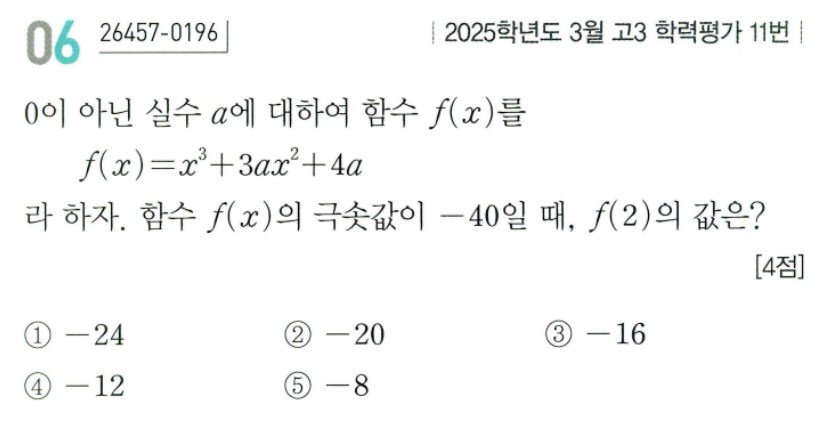 06 26457-0196 2025학년도 3월 고3 학력평가 11번
0이 아닌 실수 a에 대하여 함수 f(x)를
f(x)=x³+3ax²+4a
라 하자. 함수 f(x)의 극솟값이 -40일 때, f(2)의 값은?
[4점]
① -24 ② -20 ③ -16
④ -12 ⑤ -8